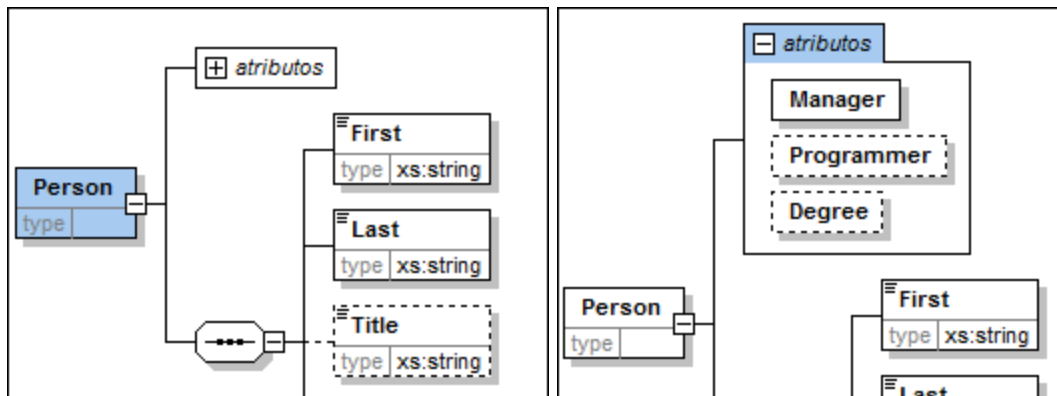 atributos
First
type xs:string
Person
type
Last
type xs:string
Title
type xs:string
atributos
Manager
Programmer
Degree
Person
type
First
type xs:string
Last